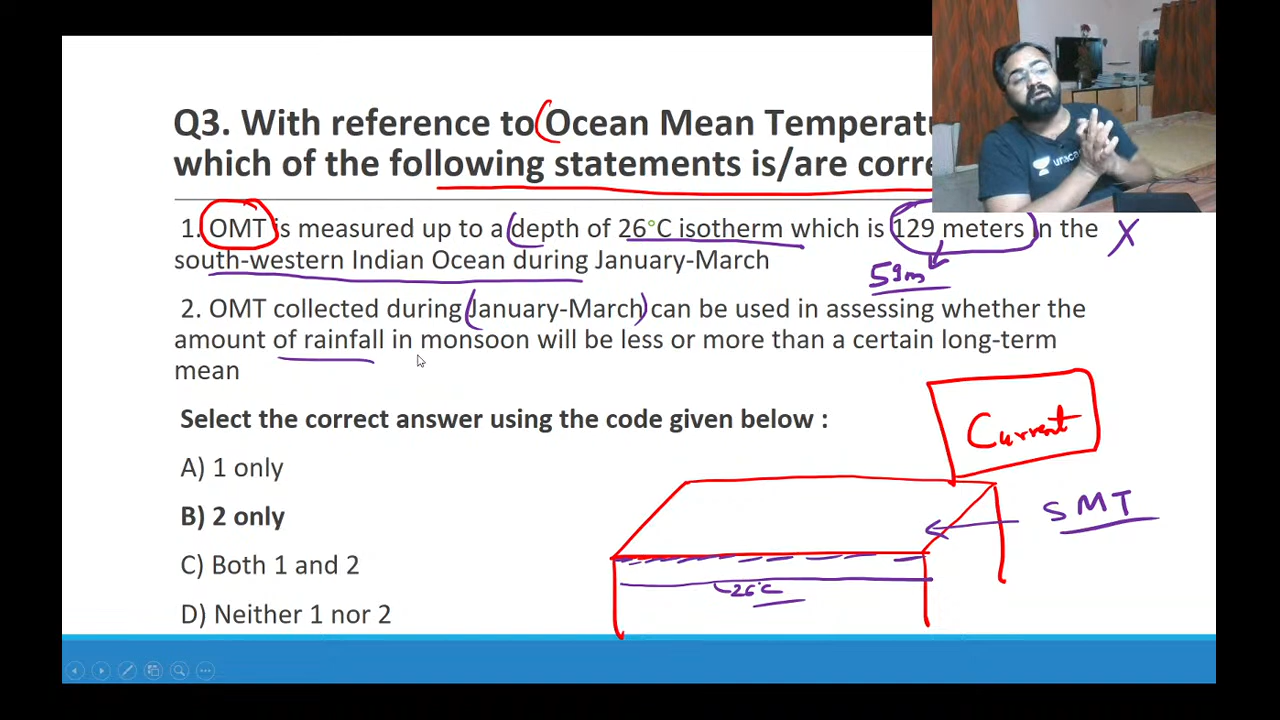 Q3. With reference to Ocean Mean
which of the following statements is/are
1. OMT is measured up to a depth of 26°C isotherm which is 129 meters in the X
south-western Indian Ocean during January-March
59m
2. OMT collected during January-March can be used in assessing whether the
amount of rainfall in monsoon will be less or more than a certain long-term
mean
Select the correct answer using the code given below :
Current
A) 1 only
SMT
B) 2 only
C) Both 1 and 2
26°C
D) Neither 1 nor 2